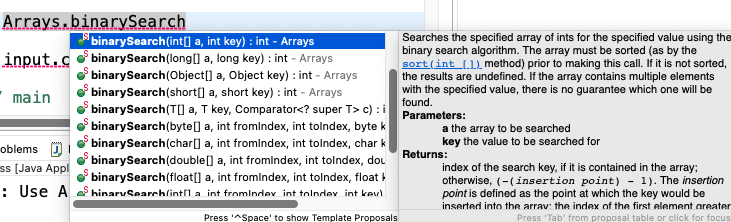 Arrays.binarySearch
input.c
main
binarySearch(int[] a, int key) : int - Arrays
binarySearch(long[] a, long key) : int - Arrays
binarySearch(Object[] a, Object key) : int - Arrays
binarySearch(short[] a, short key) : int - Arrays
binarySearch(T[] a, T key, Comparator<? super T> c) : i
binarySearch(byte[] a, int fromIndex, int toIndex, byte k
binarySearch(char[] a, int fromIndex, int toIndex, char k
binarySearch(double[] a, int fromIndex, int toIndex, dou
binarySearch(float[] a, int fromIndex, int toIndex, float k
binarySearch(int[] a, int fromIndex, int toIndex, int key)
Press '^Space' to show Template Proposals
Searches the specified array of ints for the specified value using the
binary search algorithm. The array must be sorted (as by the
sort(int []) method) prior to making this call. If it is not sorted,
the results are undefined. If the array contains multiple elements
with the specified value, there is no guarantee which one will be
found.
Parameters:
a the array to be searched
key the value to be searched for
Returns:
index of the search key, if it is contained in the array;
otherwise, (-(insertion point) - 1). The insertion
point is defined as the point at which the key would be
inserted into the array: the index of the first element greater
Press 'Tab' from proposal table or click for focus
oblems
ss [Java Appl
: Use A